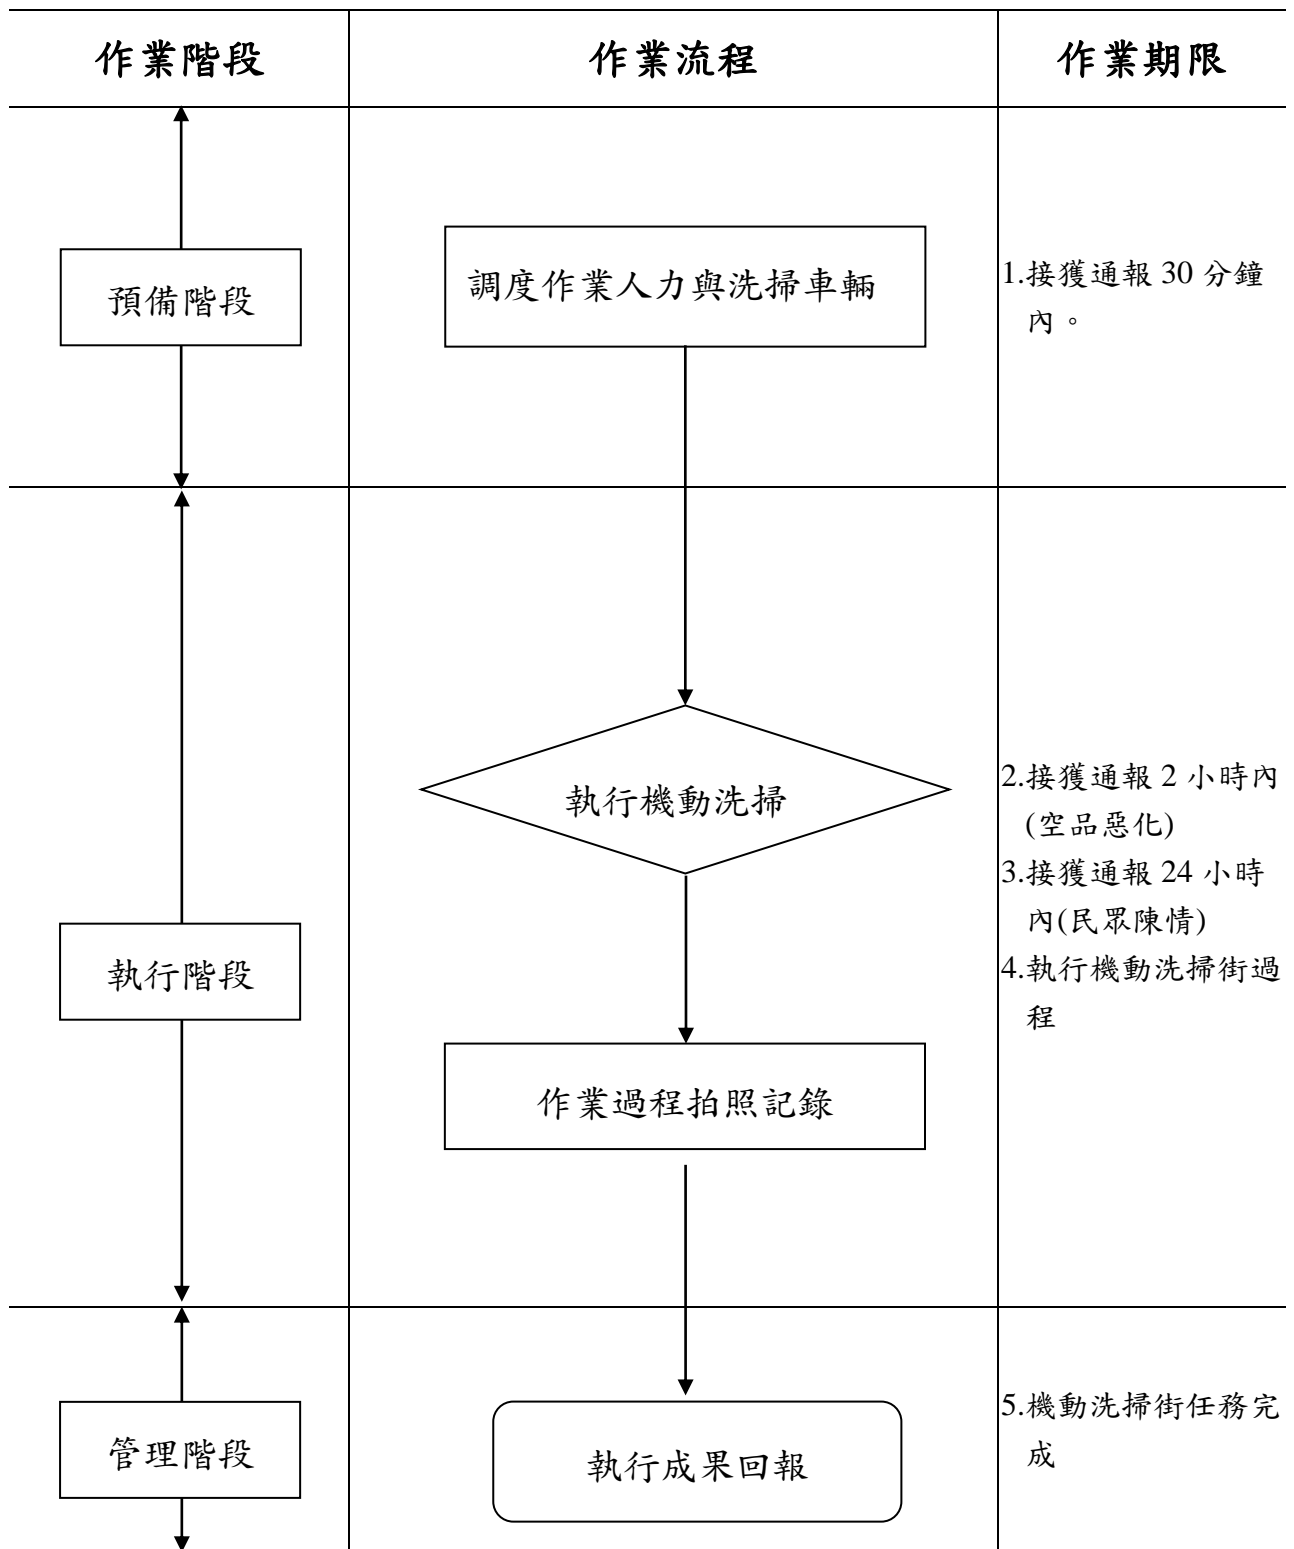 作業階段
作業流程
作業期限
預備階段
調度作業人力與洗掃車輛
1.接獲通報 30 分鐘
內。
執行階段
執行機動洗掃
作業過程拍照記錄
2.接獲通報 2 小時內
(空品惡化)
3.接獲通報 24 小時
內(民眾陳情)
4.執行機動洗掃街過
程
管理階段
執行成果回報
5.機動洗掃街任務完
成